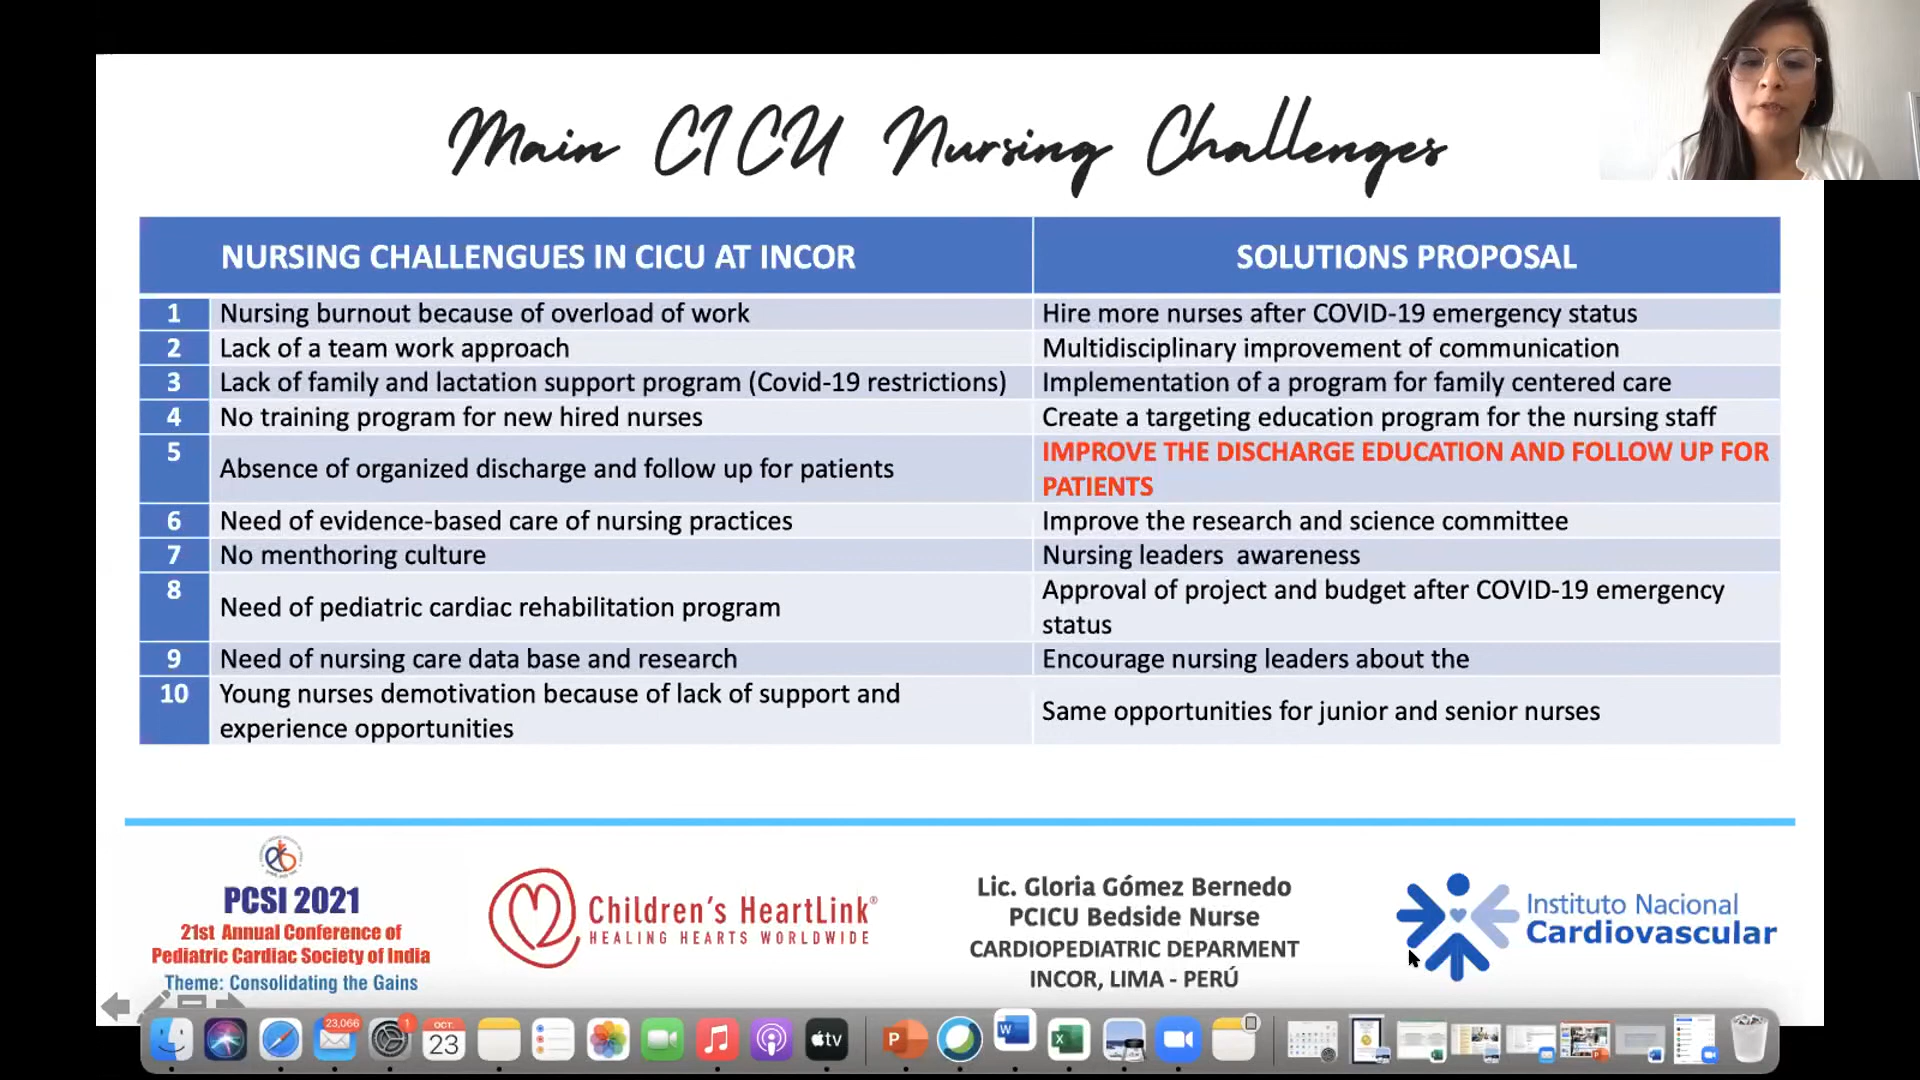 Main CICU Nursing Challenges
NURSING CHALLENGUES IN CICU AT INCOR
SOLUTIONS PROPOSAL
1 Nursing burnout because of overload of work
Hire more nurses after COVID-19 emergency status
2 Lack of a team work approach
Multidisciplinary improvement of communication
3 Lack of family and lactation support program (Covid-19 restrictions)
Implementation of a program for family centered care
4 No training program for new hired nurses
Create a targeting education program for the nursing staff
5 Absence of organized discharge and follow up for patients
IMPROVE THE DISCHARGE EDUCATION AND FOLLOW UP FOR
PATIENTS
6 Need of evidence-based care of nursing practices
Improve the research and science committee
7 No menthoring culture
Nursing leaders awareness
8 Need of pediatric cardiac rehabilitation program
Approval of project and budget after COVID-19 emergency
status
9 Need of nursing care data base and research
Encourage nursing leaders about the
10 Young nurses demotivation because of lack of support and
experience opportunities
Same opportunities for junior and senior nurses
PCSI 2021
21st Annual Conference of
Pediatric Cardiac Society of India
Theme: Consolidating the Gains
Children's HeartLink®
HEALING HEARTS WORLDWIDE
Lic. Gloria Gómez Bernedo
PCICU Bedside Nurse
CARDIOPEDIATRIC DEPARMENT
INCOR, LIMA - PERÚ
Instituto Nacional
Cardiovascular
23,066
1
OCT.
23
tv
P
W
X